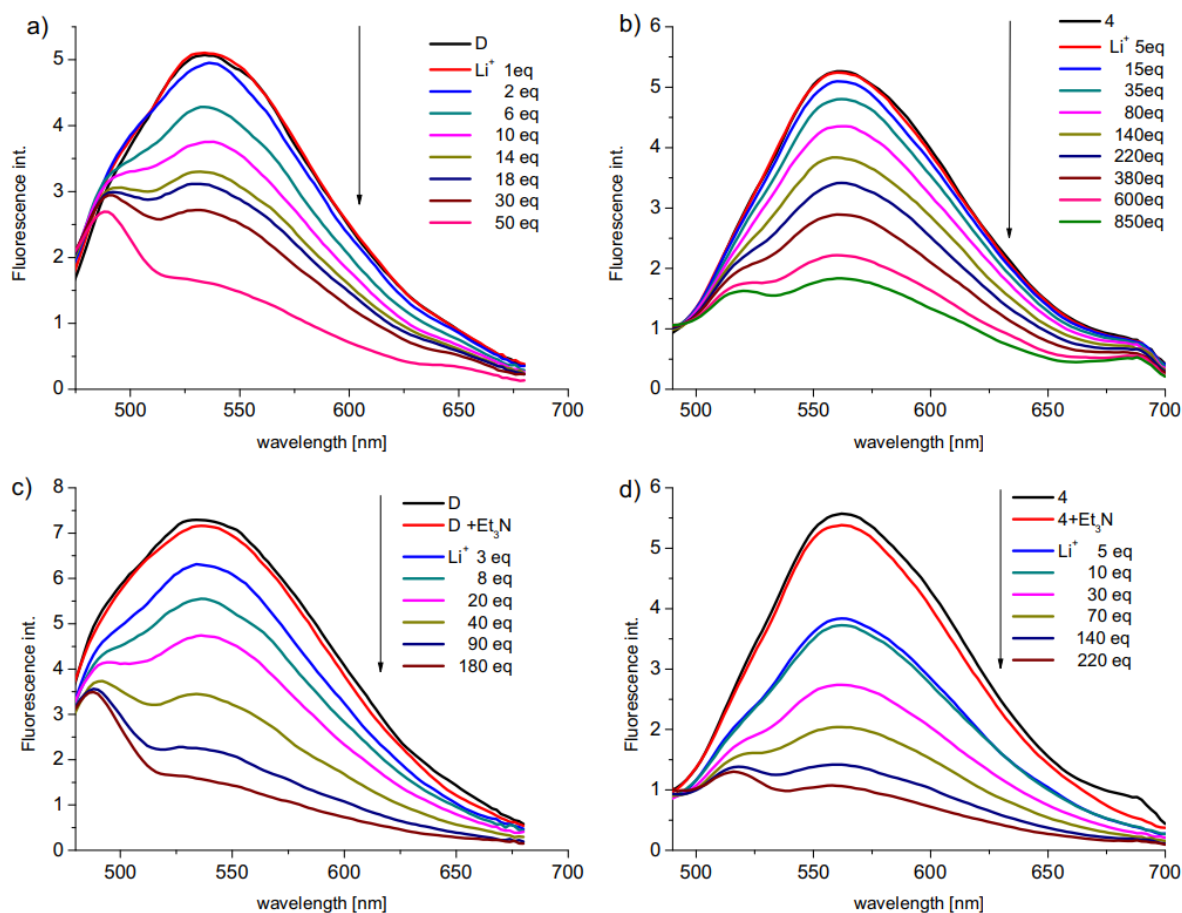 a)
D
Li⁺ 1eq
2 eq
6 eq
10 eq
14 eq
18 eq
30 eq
50 eq
Fluorescence int.
5
4
3
2
1
0
500 550 600 650 700
wavelength [nm]
b)
4
Li⁺ 5eq
15eq
35eq
80eq
140eq
220eq
380eq
600eq
850eq
Fluorescence int.
6
5
4
3
2
1
0
500 550 600 650 700
wavelength [nm]
c)
D
D +Et₃N
Li⁺ 3 eq
8 eq
20 eq
40 eq
90 eq
180 eq
Fluorescence int.
8
7
6
5
4
3
2
1
0
500 550 600 650 700
wavelength [nm]
d)
4
4+Et₃N
Li⁺ 5 eq
10 eq
30 eq
70 eq
140 eq
220 eq
Fluorescence int.
6
5
4
3
2
1
0
500 550 600 650 700
wavelength [nm]